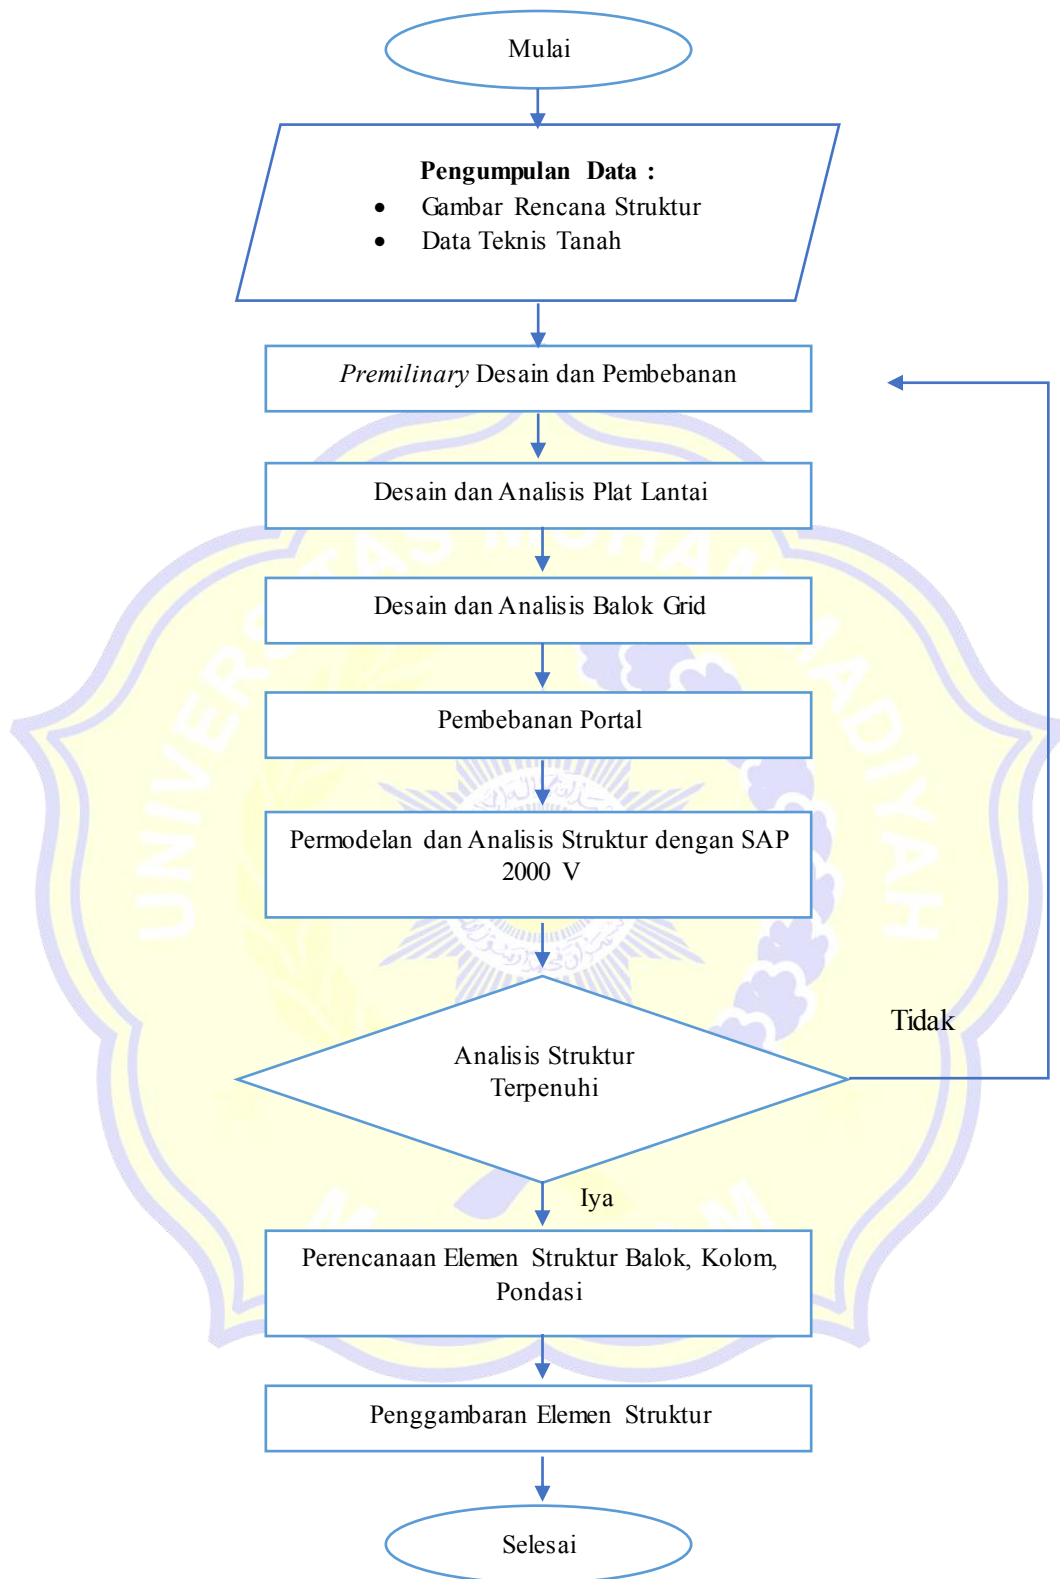 Mulai
Pengumpulan Data :
• Gambar Rencana Struktur
• Data Teknis Tanah
Premilinary Desain dan Pembebanan
Desain dan Analisis Plat Lantai
Desain dan Analisis Balok Grid
Pembebanan Portal
Permodelan dan Analisis Struktur dengan SAP
2000 V
Analisis Struktur
Terpenuhi
Tidak
Iya
Perencanaan Elemen Struktur Balok, Kolom,
Pondasi
Penggambaran Elemen Struktur
Selesai
UNIVERSITAS MUHAMMADIYAH